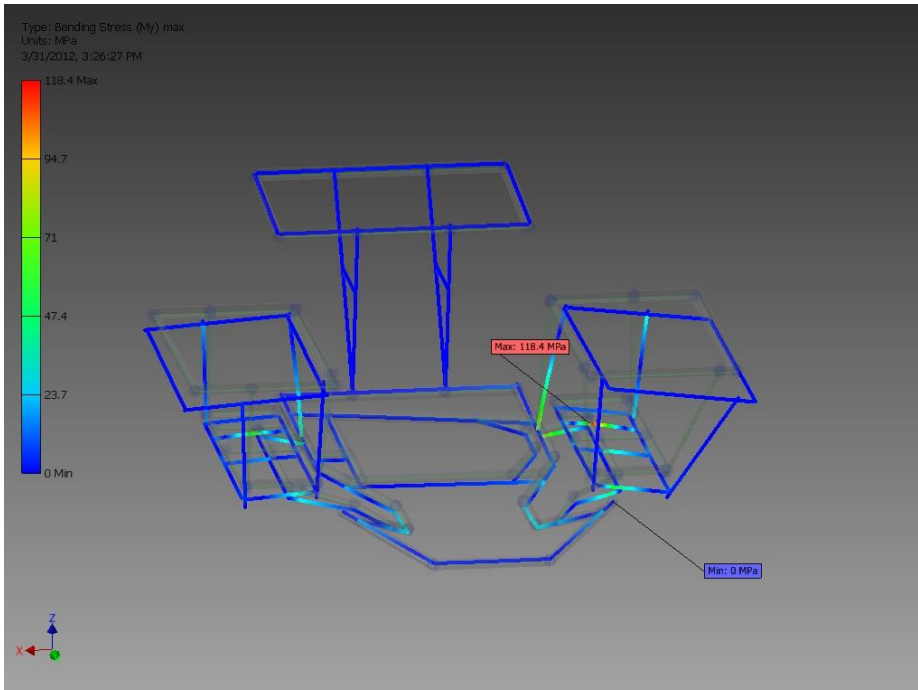 Type: Bending Stress (My) max
Units: MPa
3/31/2012, 3:26:27 PM
118.4 Max
94.7
71
47.4
23.7
0 Min
Max: 118.4 MPa
Min: 0 MPa
Z
X